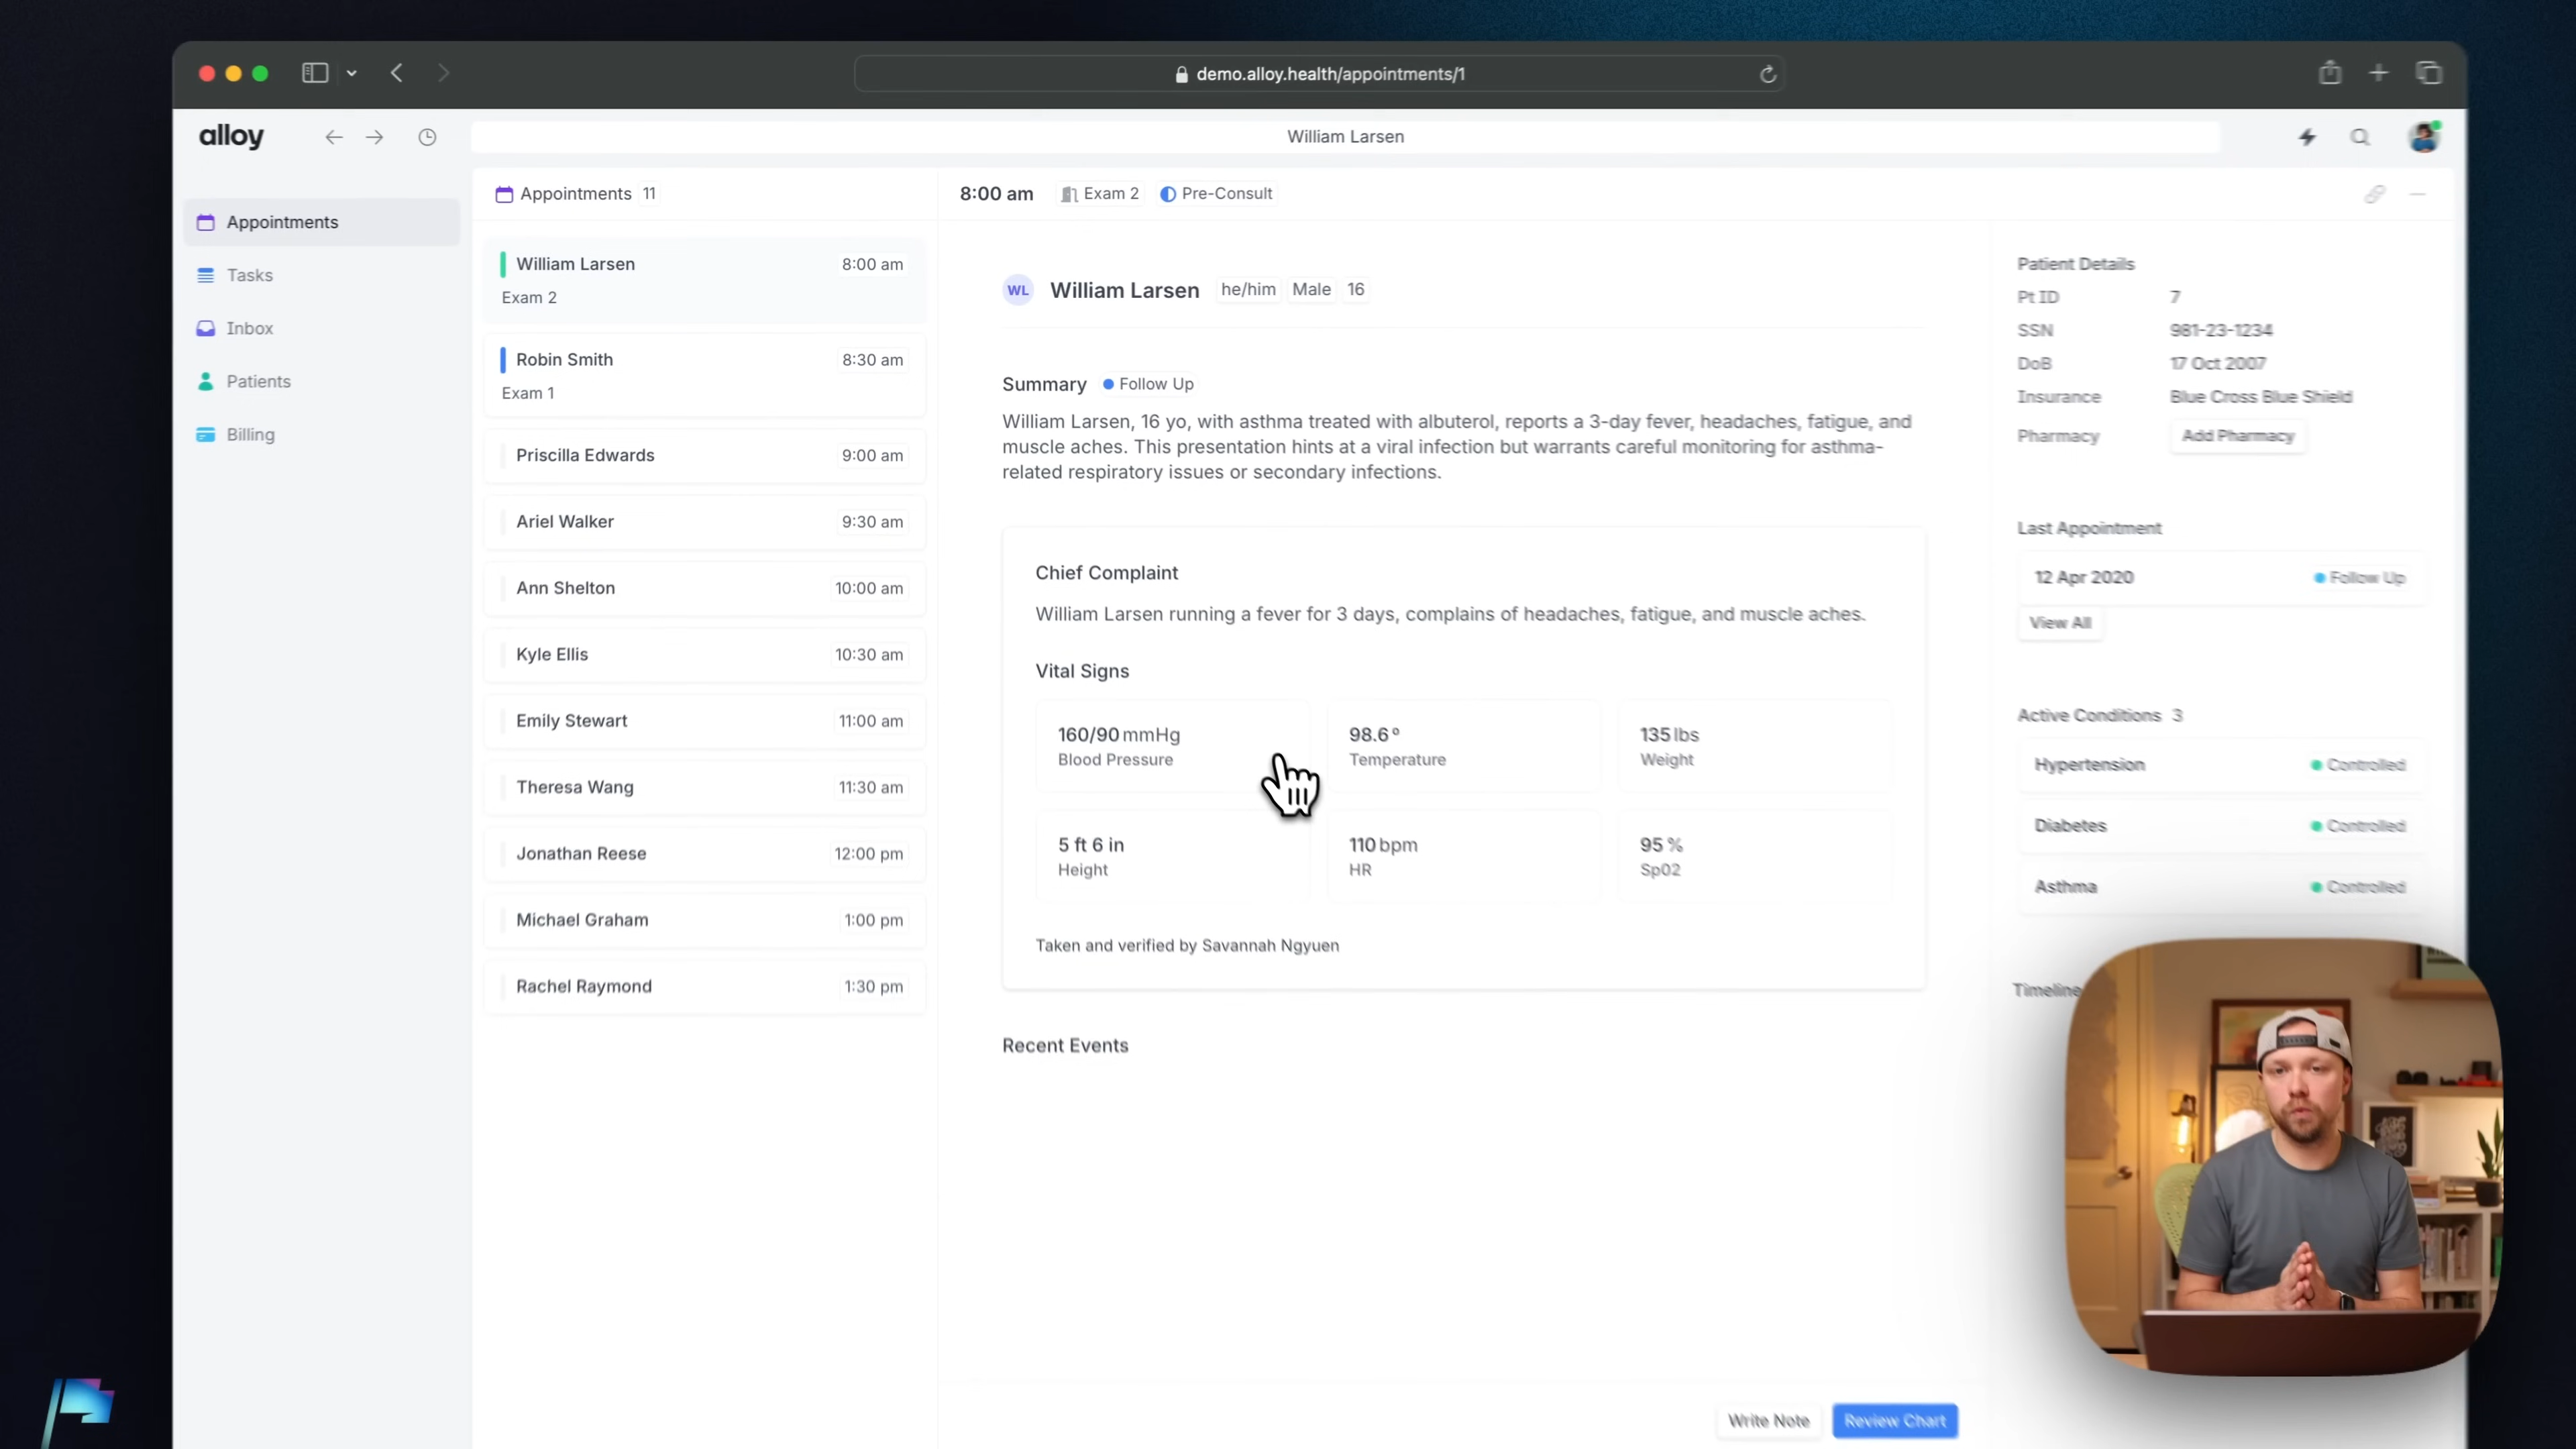 demo.alloy.health/appointments/1
alloy
William Larsen
Appointments
Tasks
Inbox
Patients
Billing
Appointments 11
William Larsen 8:00 am
Exam 2
Robin Smith 8:30 am
Exam 1
Priscilla Edwards 9:00 am
Ariel Walker 9:30 am
Ann Shelton 10:00 am
Kyle Ellis 10:30 am
Emily Stewart 11:00 am
Theresa Wang 11:30 am
Jonathan Reese 12:00 pm
Michael Graham 1:00 pm
Rachel Raymond 1:30 pm
8:00 am Exam 2 Pre-Consult
WL William Larsen he/him Male 16
Summary Follow Up
William Larsen, 16 yo, with asthma treated with albuterol, reports a 3-day fever, headaches, fatigue, and
muscle aches. This presentation hints at a viral infection but warrants careful monitoring for asthma-
related respiratory issues or secondary infections.
Chief Complaint
William Larsen running a fever for 3 days, complains of headaches, fatigue, and muscle aches.
Vital Signs
160/90 mmHg
Blood Pressure
98.6°
Temperature
135 lbs
Weight
5 ft 6 in
Height
110 bpm
HR
95 %
Sp02
Taken and verified by Savannah Ngyuen
Recent Events
Write Note
Review Chart
Patient Details
Pt ID 7
SSN 981-23-1234
DoB 17 Oct 2007
Insurance Blue Cross Blue Shield
Pharmacy Add Pharmacy
Last Appointment
12 Apr 2020 Follow Up
View All
Active Conditions 3
Hypertension Controlled
Diabetes Controlled
Asthma Controlled
Timeline